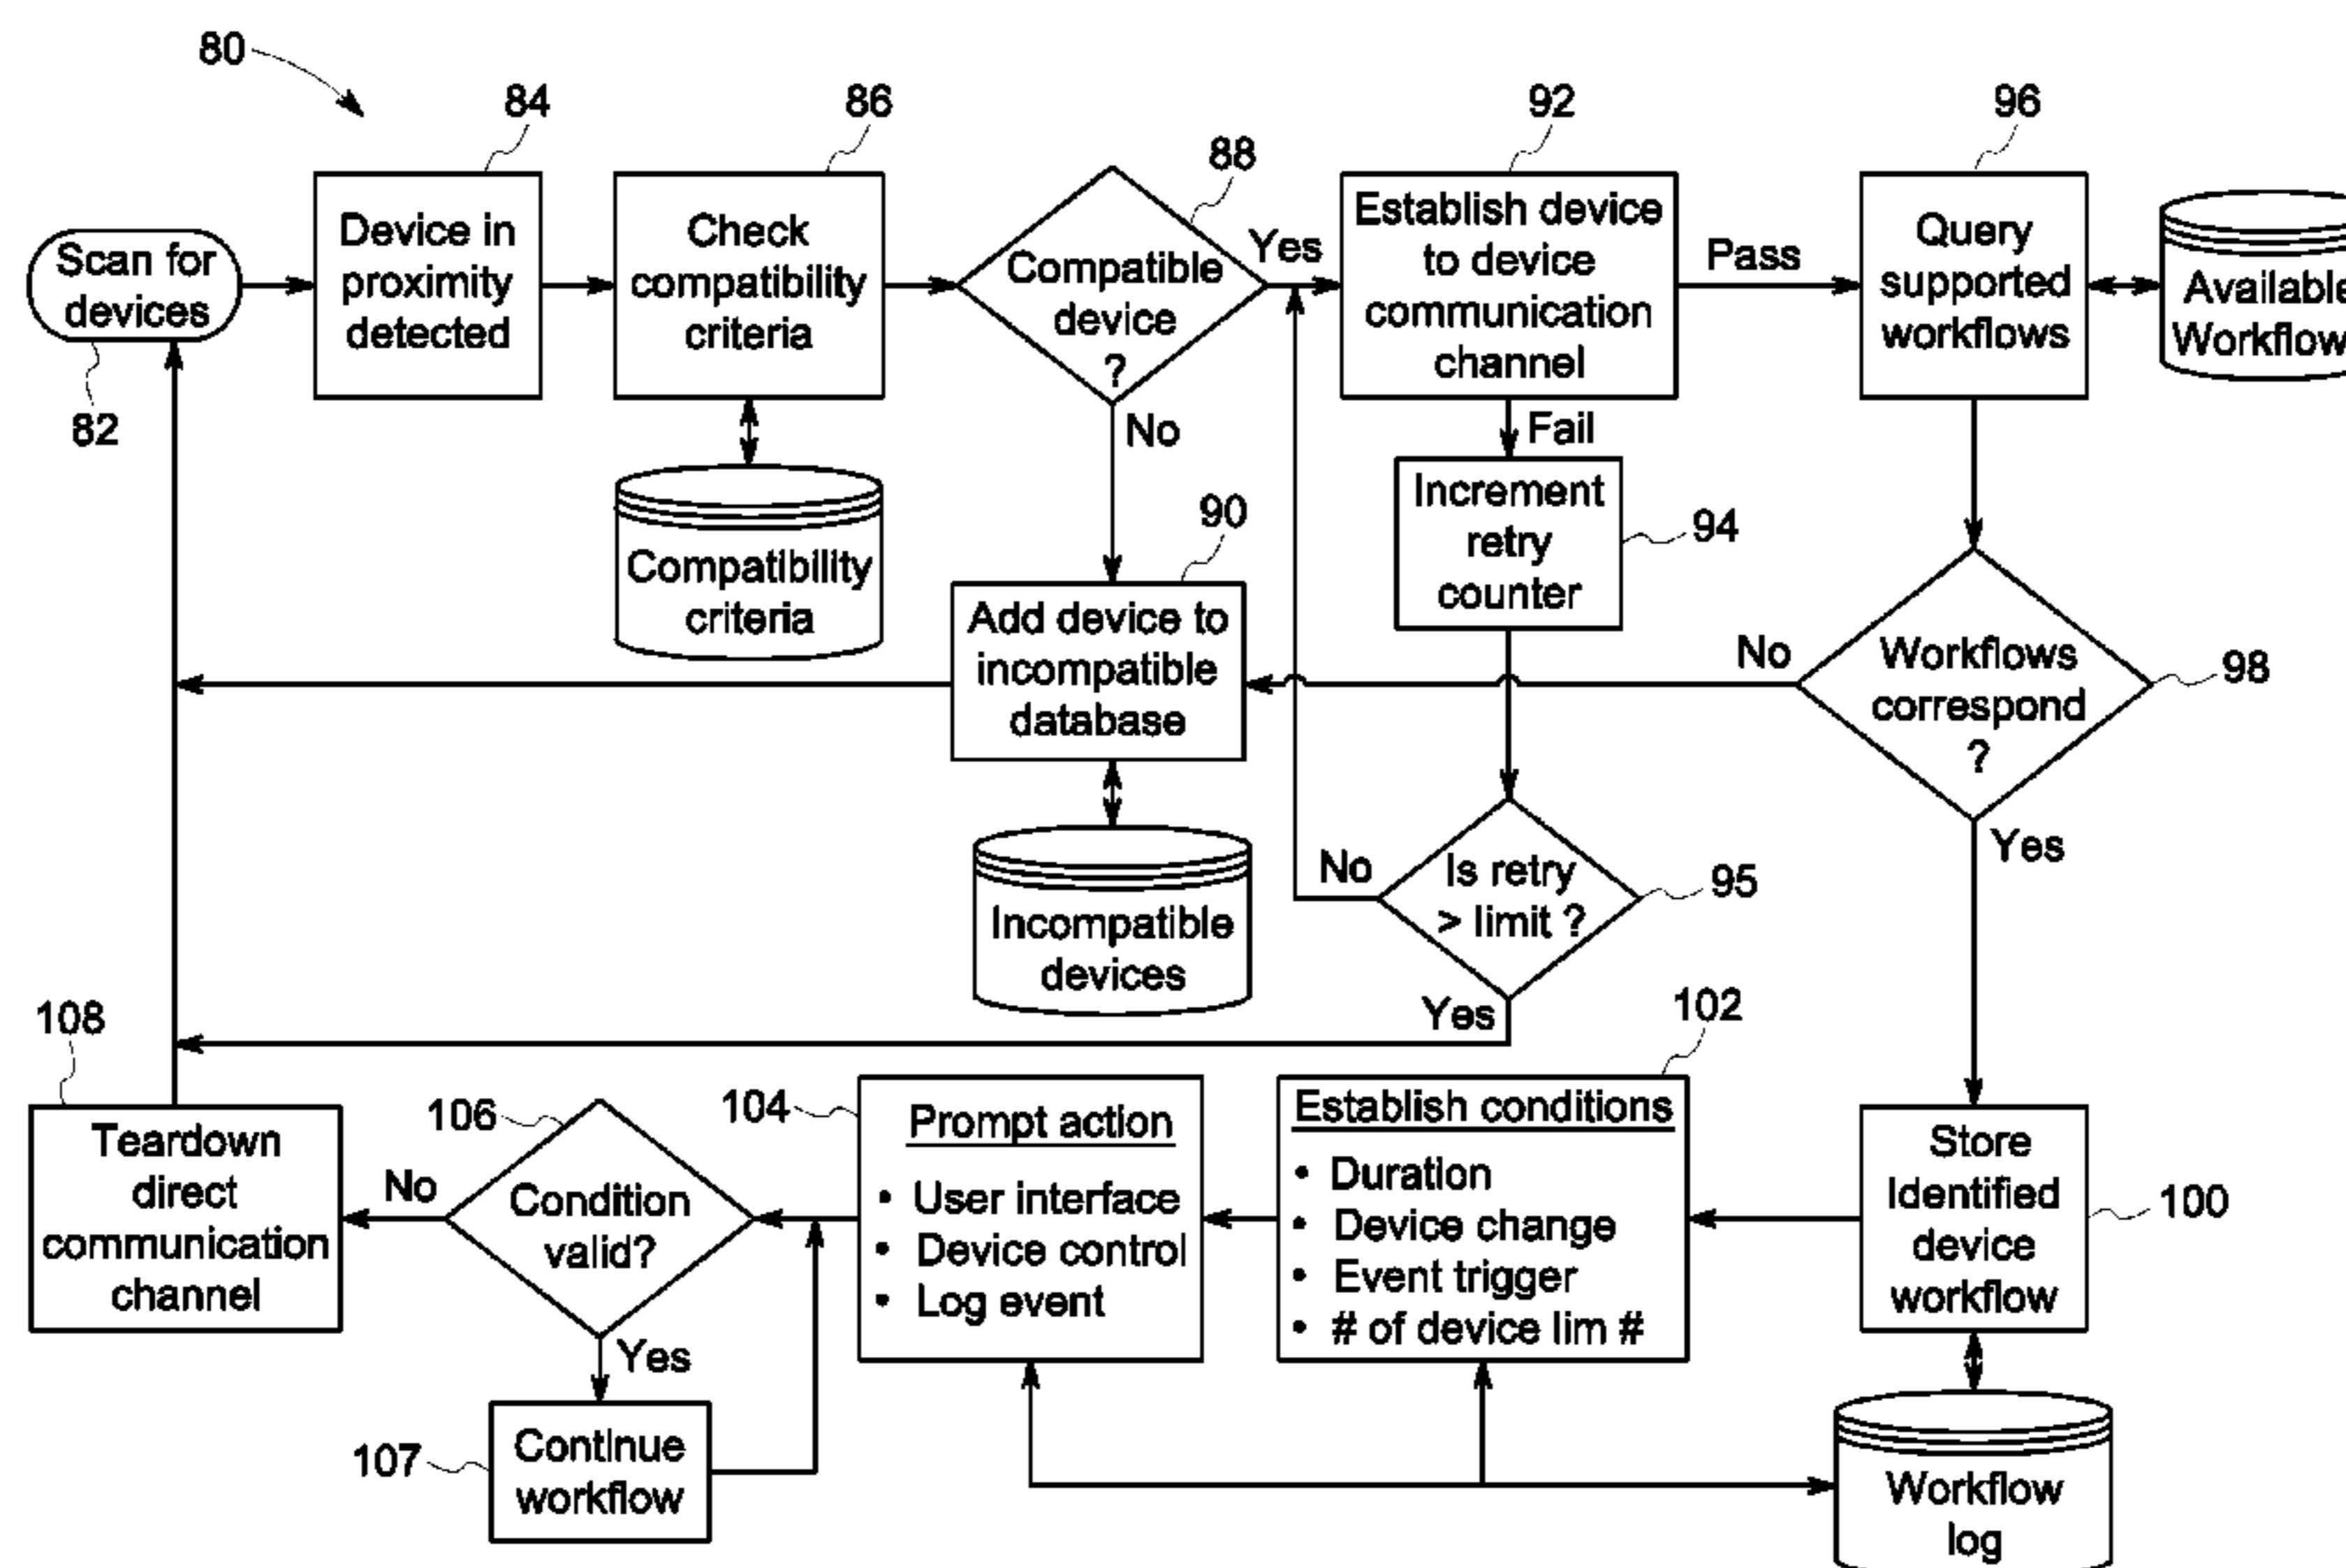 80
84
86
88
92
96
Scan for
devices
82
Device in
proximity
detected
Check
compatibility
criteria
Compatible
device
?
Yes
No
Establish device
to device
communication
channel
Pass
Fail
Query
supported
workflows
Available
Workflow
Compatibility
criteria
90
Add device to
incompatible
database
Increment
retry
counter
94
No
Workflows
correspond
?
98
Yes
Incompatible
devices
No
Is retry
> limit ?
95
Yes
108
Teardown
direct
communication
channel
No
106
Condition
valid?
Yes
107
Continue
workflow
104
Prompt action
• User interface
• Device control
• Log event
102
Establish conditions
• Duration
• Device change
• Event trigger
• # of device lim #
Store
Identified
device
workflow
100
Workflow
log